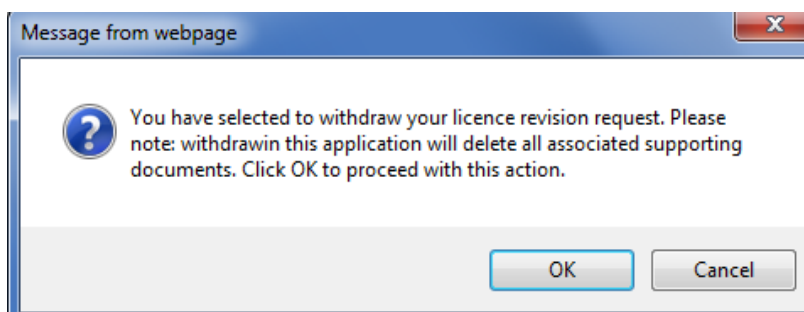 Message from webpage
You have selected to withdraw your licence revision request. Please
note: withdrawin this application will delete all associated supporting
documents. Click OK to proceed with this action.
OK
Cancel